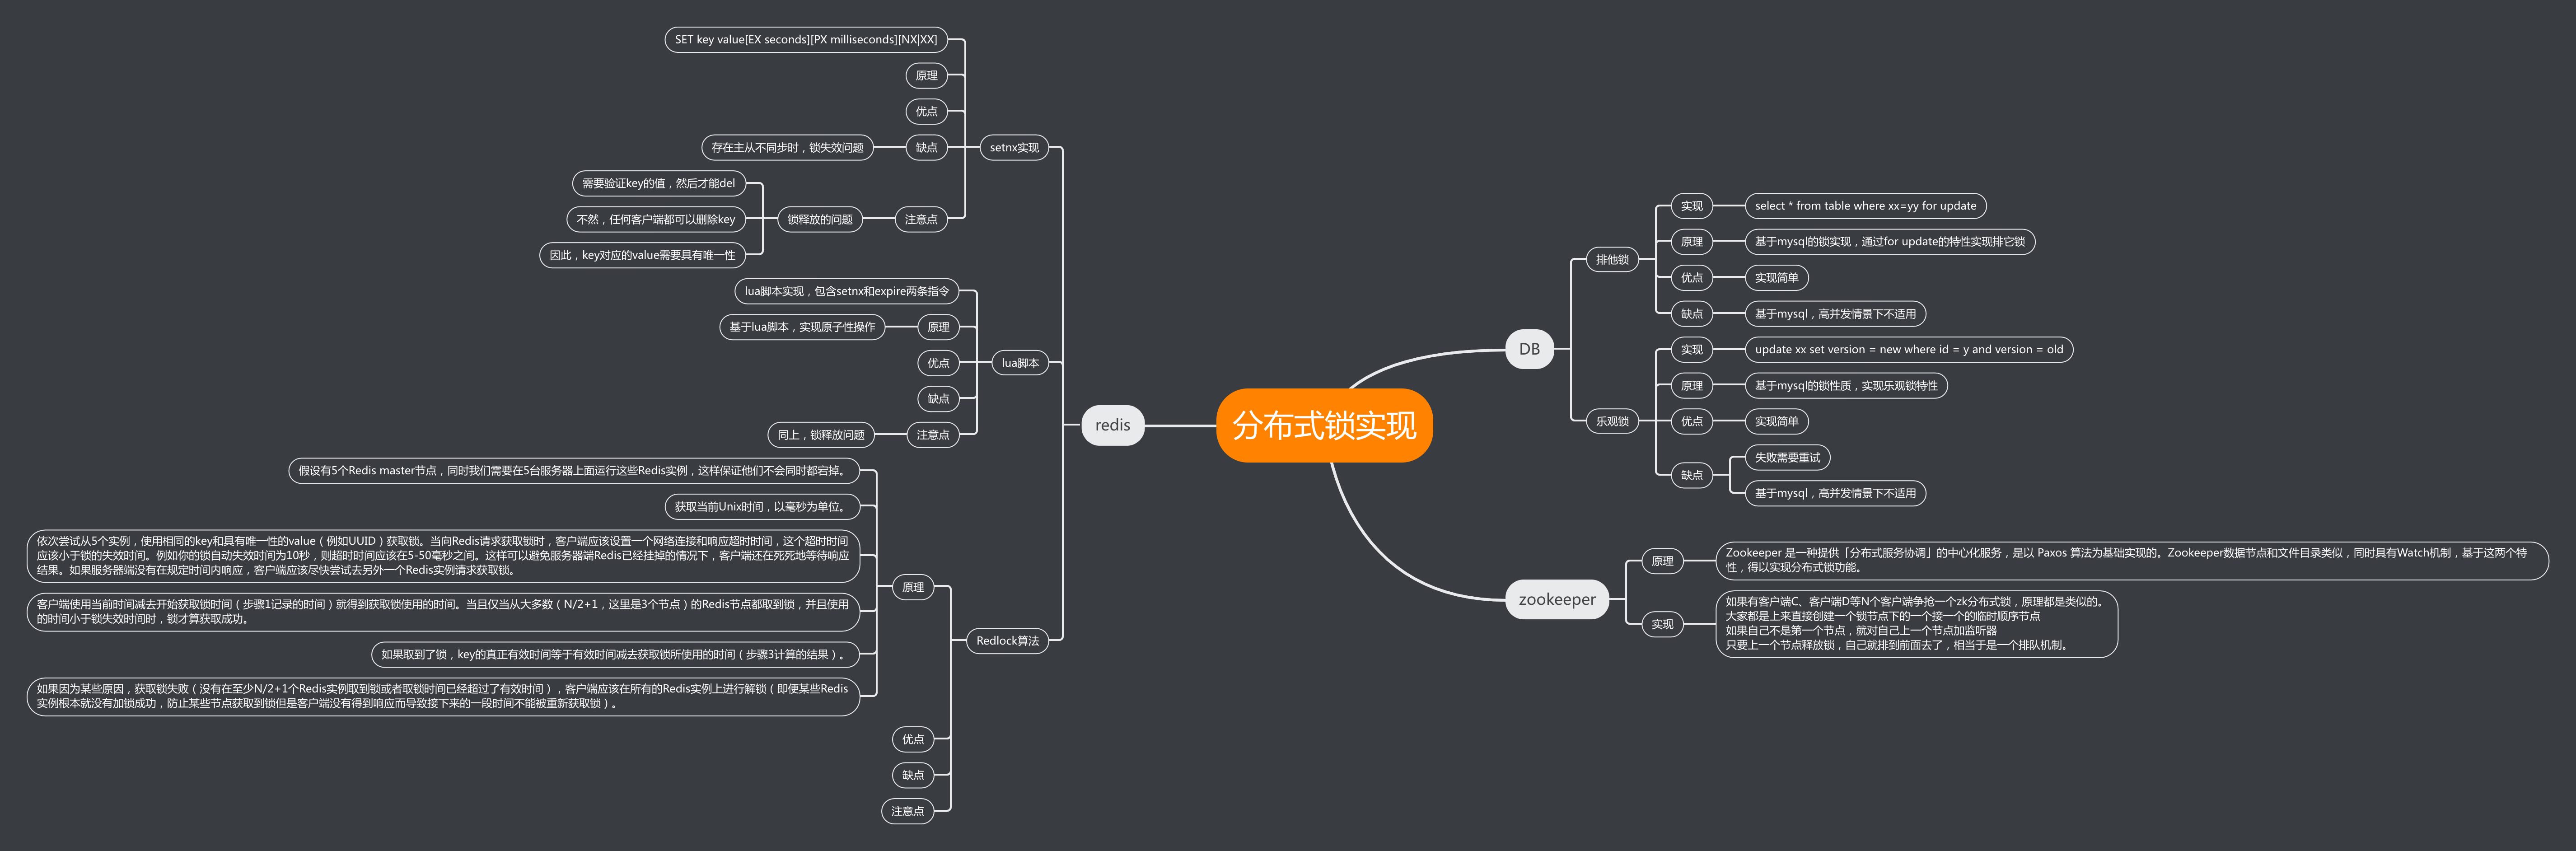 分布式锁实现
redis
setnx实现
SET key value[EX seconds][PX milliseconds][NX|XX]
原理
优点
缺点
存在主从不同步时，锁失效问题
注意点
锁释放的问题
需要验证key的值，然后才能del
不然，任何客户端都可以删除key
因此，key对应的value需要具有唯一性
lua脚本
lua脚本实现，包含setnx和expire两条指令
原理
基于lua脚本，实现原子性操作
优点
缺点
注意点
同上，锁释放问题
Redlock算法
原理
假设有5个Redis master节点，同时我们需要在5台服务器上面运行这些Redis实例，这样保证他们不会同时都宕掉。
获取当前Unix时间，以毫秒为单位。
依次尝试从5个实例，使用相同的key和具有唯一性的value（例如UUID）获取锁。当向Redis请求获取锁时，客户端应该设置一个网络连接和响应超时时间，这个超时时间
应该小于锁的失效时间。例如你的锁自动失效时间为10秒，则超时时间应该在5-50毫秒之间。这样可以避免服务器端Redis已经挂掉的情况下，客户端还在死死地等待响应
结果。如果服务器端没有在规定时间内响应，客户端应该尽快尝试去另外一个Redis实例请求获取锁。
客户端使用当前时间减去开始获取锁时间（步骤1记录的时间）就得到获取锁使用的时间。当且仅当从大多数（N/2+1，这里是3个节点）的Redis节点都取到锁，并且使用
的时间小于锁失效时间时，锁才算获取成功。
如果取到了锁，key的真正有效时间等于有效时间减去获取锁所使用的时间（步骤3计算的结果）。
如果因为某些原因，获取锁失败（没有在至少N/2+1个Redis实例取到锁或者取锁时间已经超过了有效时间），客户端应该在所有的Redis实例上进行解锁（即便某些Redis
实例根本就没有加锁成功，防止某些节点获取到锁但是客户端没有得到响应而导致接下来的一段时间不能被重新获取锁）。
优点
缺点
注意点
DB
排他锁
实现
select * from table where xx=yy for update
原理
基于mysql的锁实现，通过for update的特性实现排它锁
优点
实现简单
缺点
基于mysql，高并发情景下不适用
乐观锁
实现
update xx set version = new where id = y and version = old
原理
基于mysql的锁性质，实现乐观锁特性
优点
实现简单
缺点
失败需要重试
基于mysql，高并发情景下不适用
zookeeper
原理
Zookeeper 是一种提供「分布式服务协调」的中心化服务，是以 Paxos 算法为基础实现的。Zookeeper数据节点和文件目录类似，同时具有Watch机制，基于这两个特
性，得以实现分布式锁功能。
实现
如果有客户端C、客户端D等N个客户端争抢一个zk分布式锁，原理都是类似的。
大家都是上来直接创建一个锁节点下的一个接一个的临时顺序节点
如果自己不是第一个节点，就对自己上一个节点加监听器
只要上一个节点释放锁，自己就排到前面去了，相当于是一个排队机制。